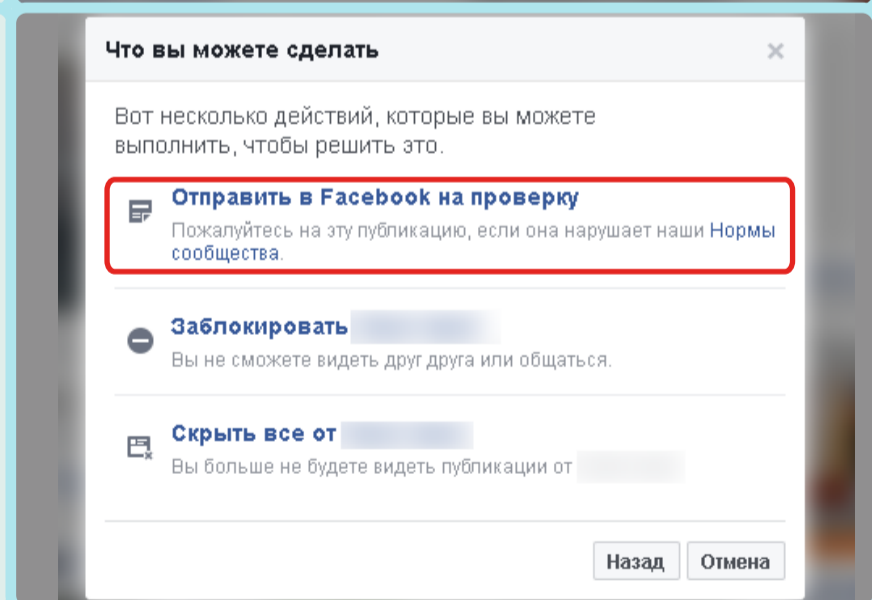 Что вы можете сделать
Вот несколько действий, которые вы можете
выполнить, чтобы решить это.
Отправить в Facebook на проверку
Пожалуйтесь на эту публикацию, если она нарушает наши Нормы
сообщества.
Заблокировать
Вы не сможете видеть друг друга или общаться.
Скрыть все от
Вы больше не будете видеть публикации от
Назад Отмена